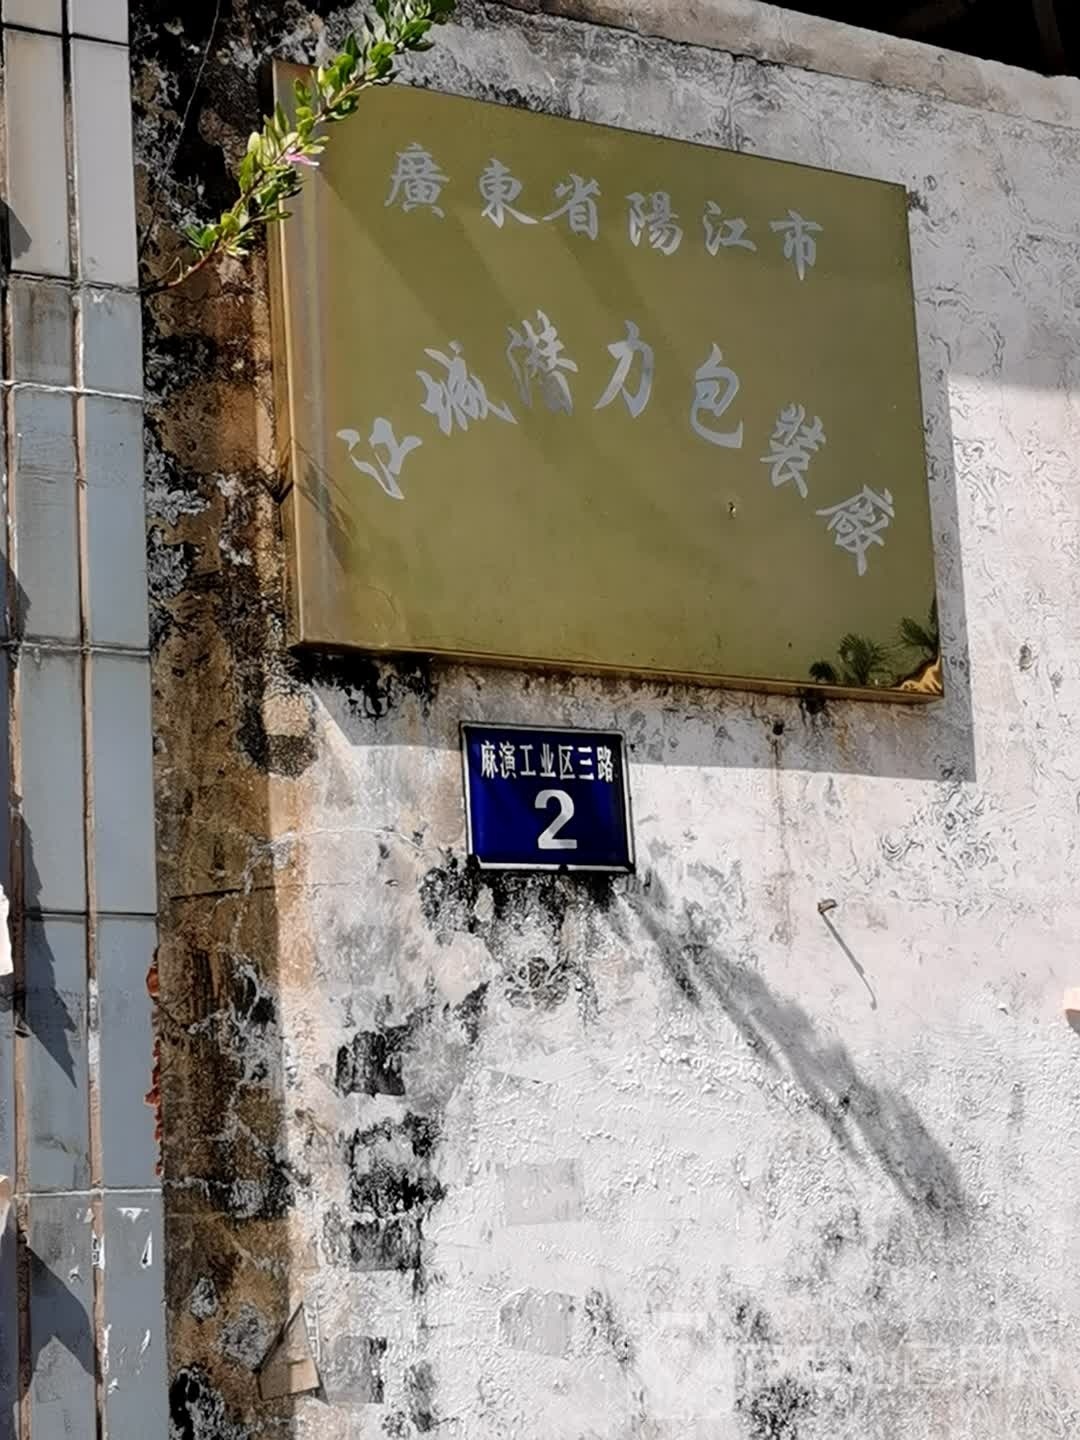 廣東省陽江市
江城潜力包装廠
麻演工业区三路
2